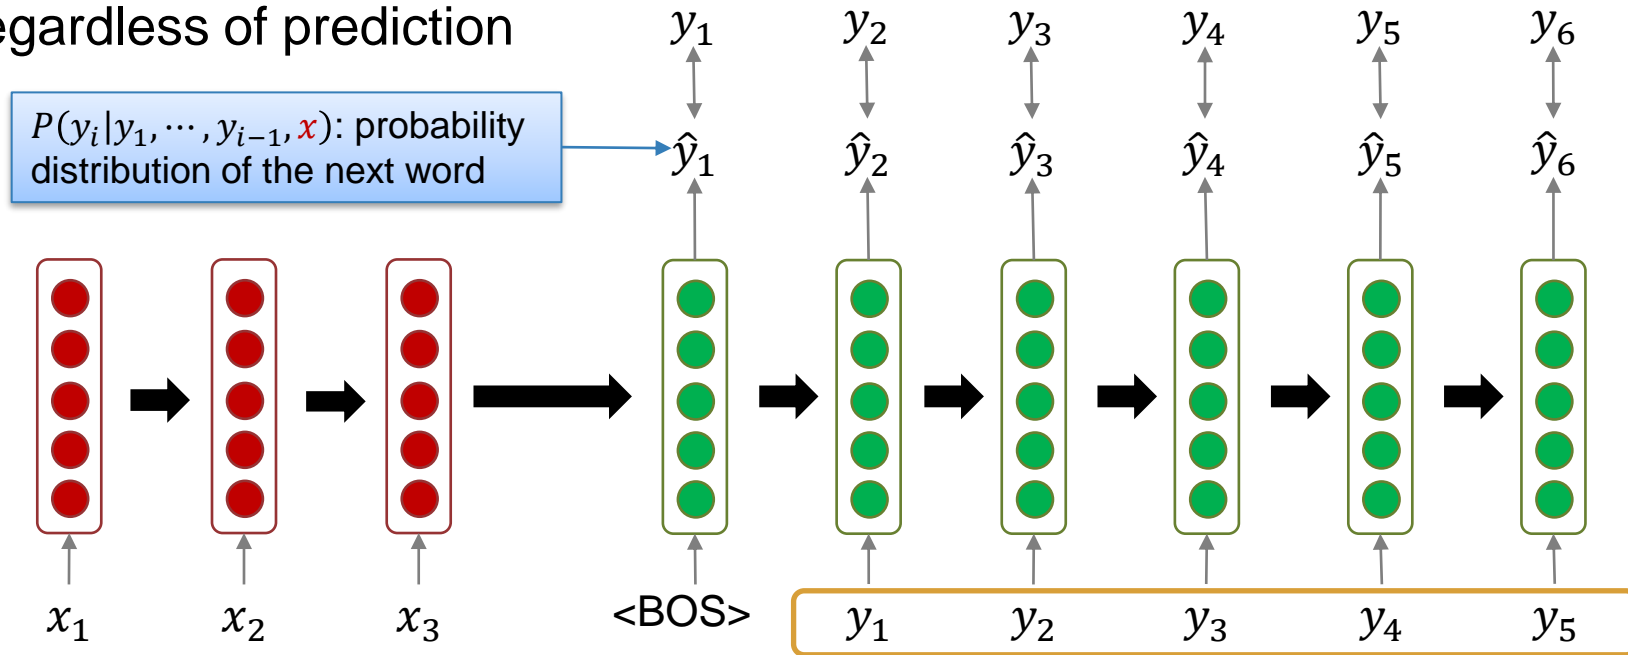 egardless of prediction
y₁ y₂ y₃ y₄ y₅ y₆
P(yᵢ|y₁, ⋯, yᵢ₋₁, x): probability
distribution of the next word
ŷ₁ ŷ₂ ŷ₃ ŷ₄ ŷ₅ ŷ₆
x₁ x₂ x₃ <BOS> y₁ y₂ y₃ y₄ y₅